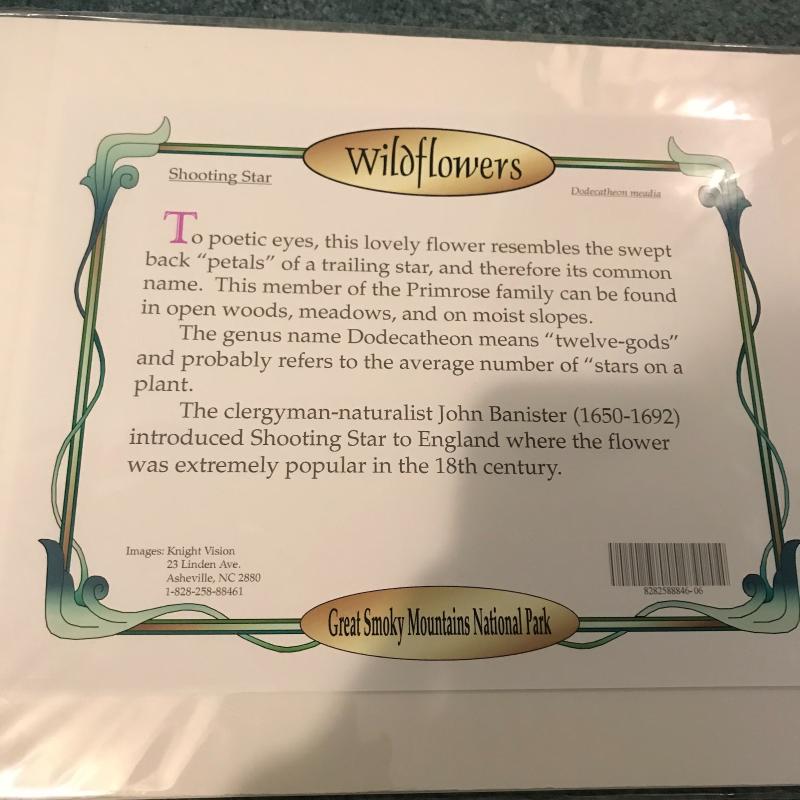 Wildflowers
Shooting Star
Dodecatheon meadia
To poetic eyes, this lovely flower resembles the swept
back “petals” of a trailing star, and therefore its common
name. This member of the Primrose family can be found
in open woods, meadows, and on moist slopes.
The genus name Dodecatheon means “twelve-gods”
and probably refers to the average number of “stars on a
plant.
The clergyman-naturalist John Banister (1650-1692)
introduced Shooting Star to England where the flower
was extremely popular in the 18th century.
Images: Knight Vision
23 Linden Ave.
Asheville, NC 2880
1-828-258-88461
8282588846-06
Great Smoky Mountains National Park